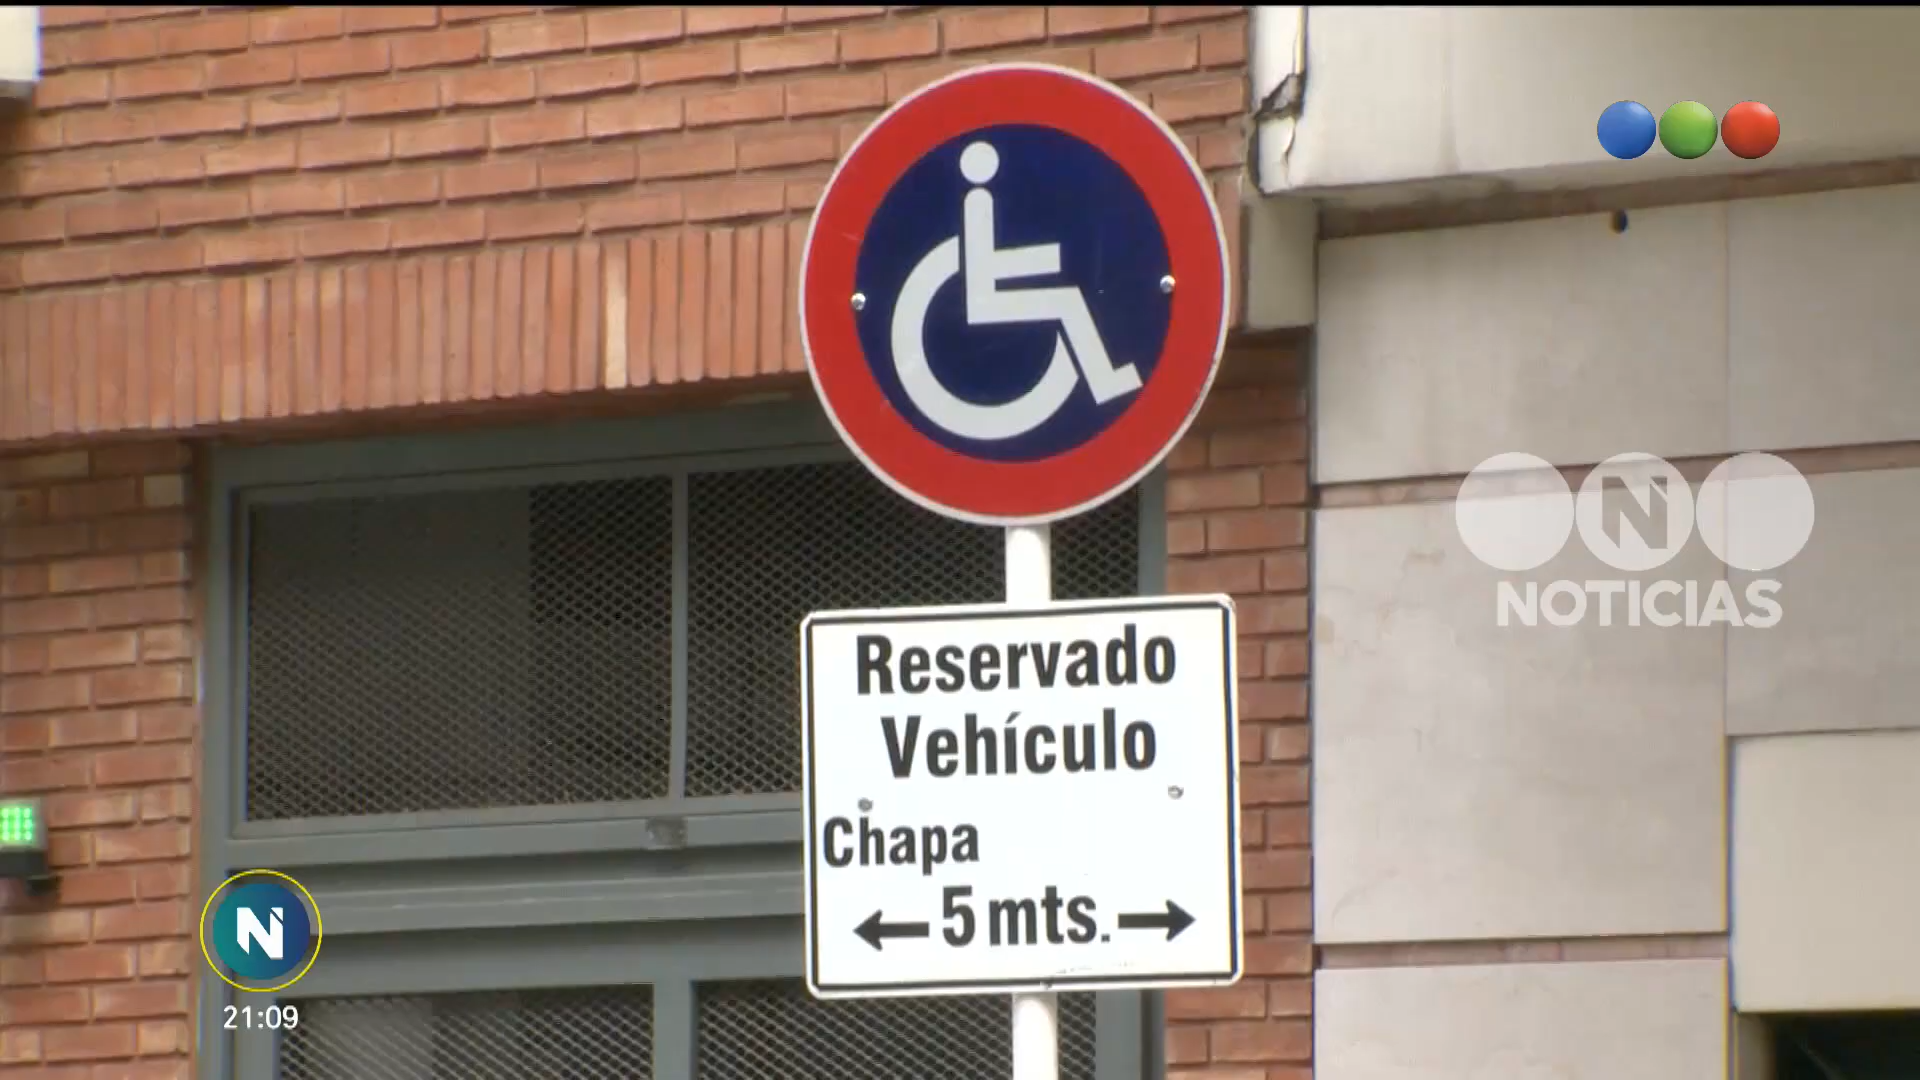 Reservado
Vehículo
Chapa
5 mts.
N
NOTICIAS
N
21:09